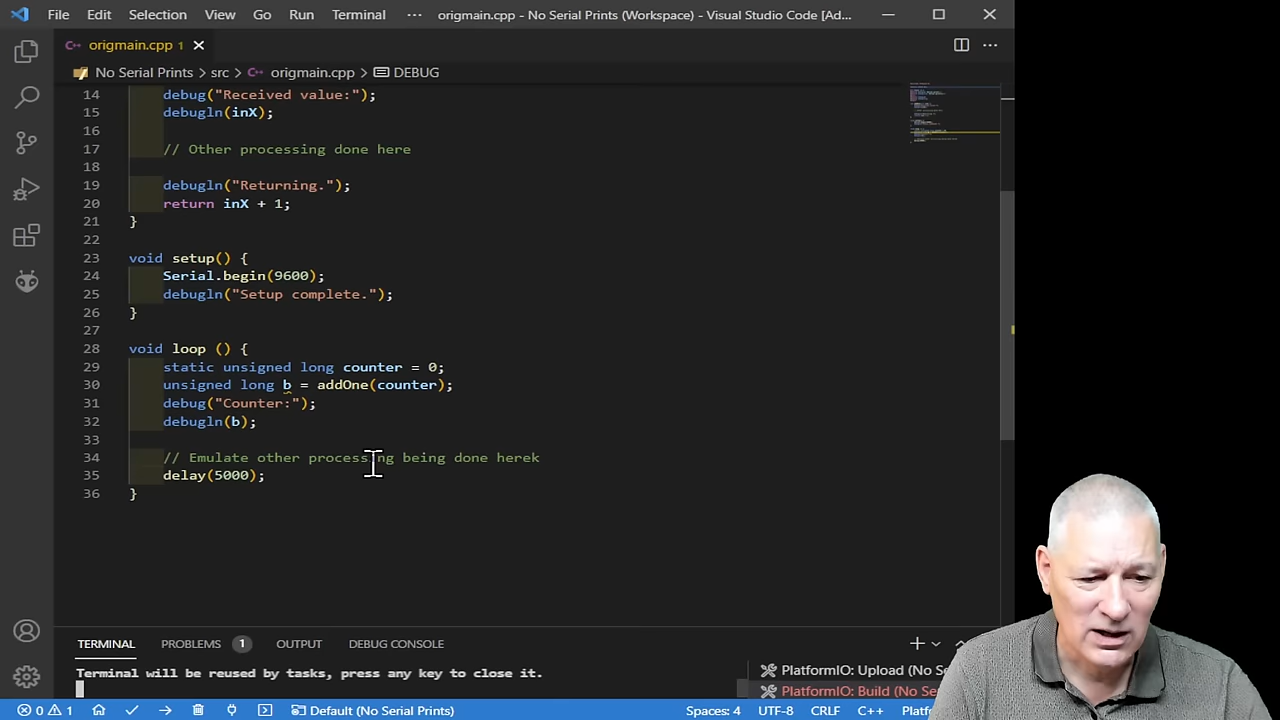 File Edit Selection View Go Run Terminal ··· origmain.cpp - No Serial Prints (Workspace) - Visual Studio Code [Ad...
origmain.cpp 1
No Serial Prints > src > origmain.cpp > DEBUG
14 debug("Received value:");
15 debugln(inX);
16
17 // Other processing done here
18
19 debugln("Returning.");
20 return inX + 1;
21 }
22
23 void setup() {
24 Serial.begin(9600);
25 debugln("Setup complete.");
26 }
27
28 void loop () {
29 static unsigned long counter = 0;
30 unsigned long b = addOne(counter);
31 debug("Counter:");
32 debugln(b);
33
34 // Emulate other processing being done herek
35 delay(5000);
36 }
TERMINAL PROBLEMS 1 OUTPUT DEBUG CONSOLE
Terminal will be reused by tasks, press any key to close it.
PlatformIO: Upload (No Se
PlatformIO: Build (No Se
0 1 Default (No Serial Prints) Spaces: 4 UTF-8 CRLF C++ Platf